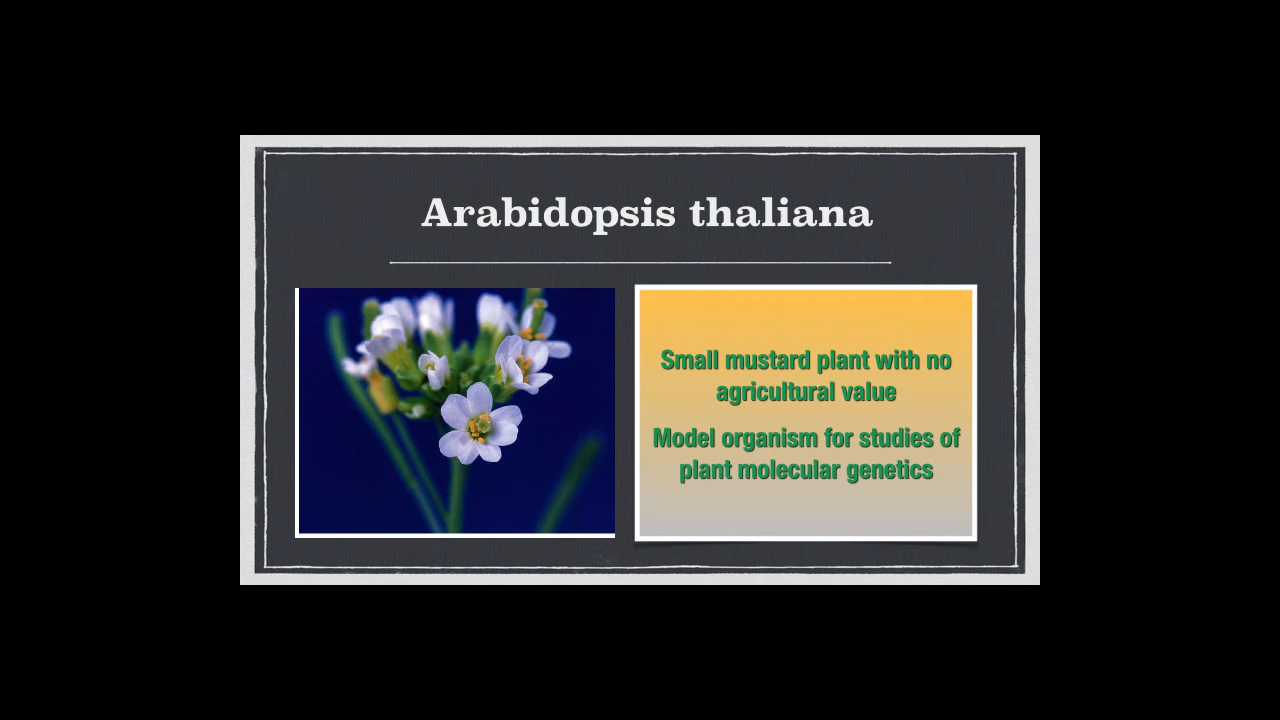 Arabidopsis thaliana
Small mustard plant with no
agricultural value
Model organism for studies of
plant molecular genetics